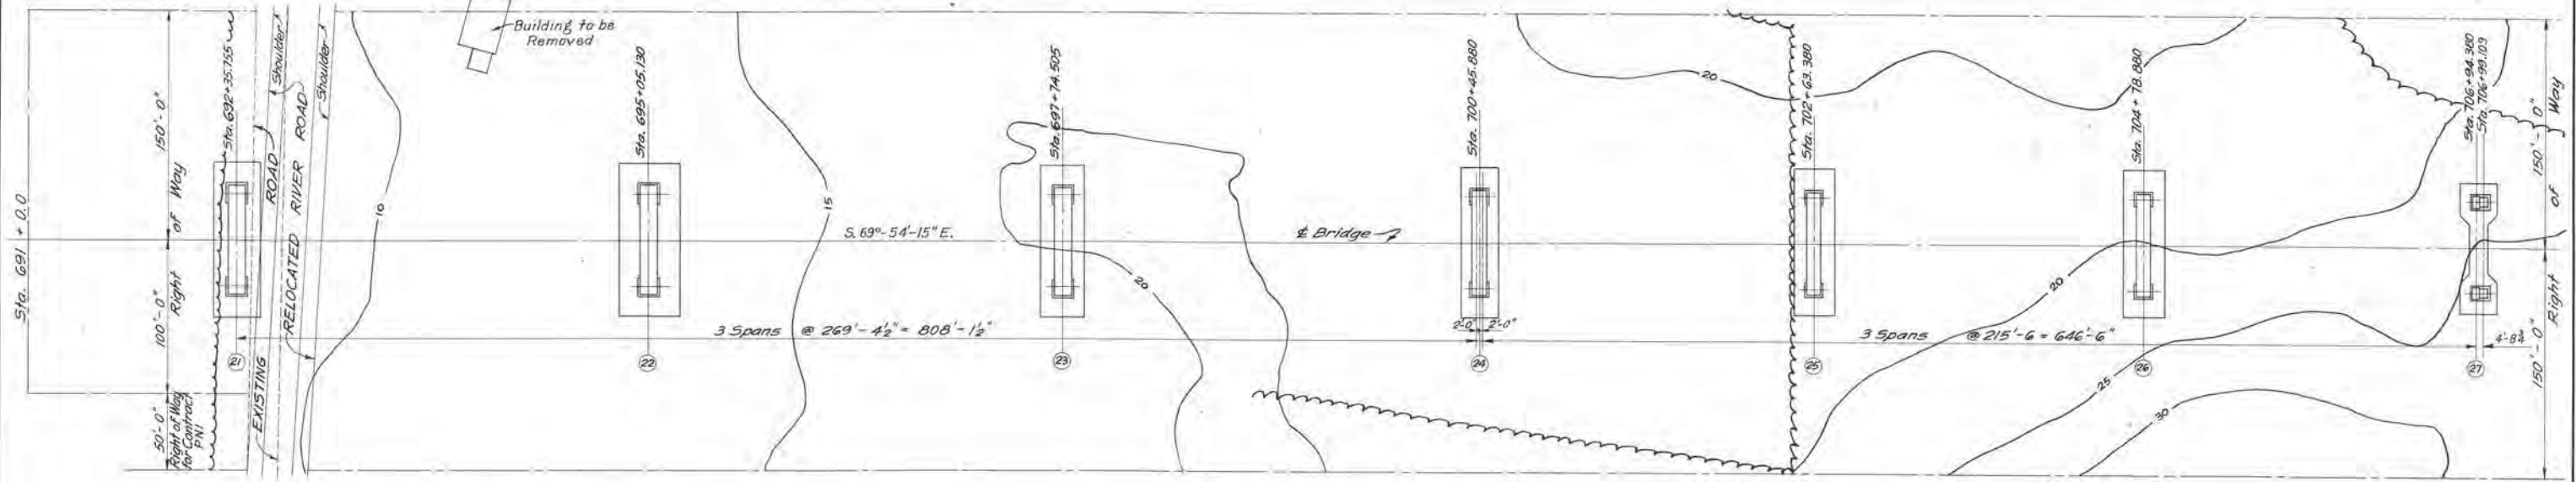 Sta. 691 + 0.0
150'-0"
100'-0"
Right of Way
50'-0"
Right of Way
for Contract
PN1
Sta. 692+35.755
Shoulder
Shoulder
EXISTING ROAD
RELOCATED RIVER ROAD
Building to be
Removed
10
Sta. 695+05.130
15
S. 69°-54'-15" E.
Sta. 697+74.505
20
℄ Bridge
Sta. 700+45.880
20
Sta. 702+63.380
Sta. 704+78.880
Sta. 706+94.380
Sta. 706+99.109
150'-0"
150'-0"
Right of Way
3 Spans @ 269'-4½" = 808'-1½"
2'-0" 2'-0"
3 Spans @ 215'-6 = 646'-6"
4'-8¾
20
25
30
21
22
23
24
25
26
27